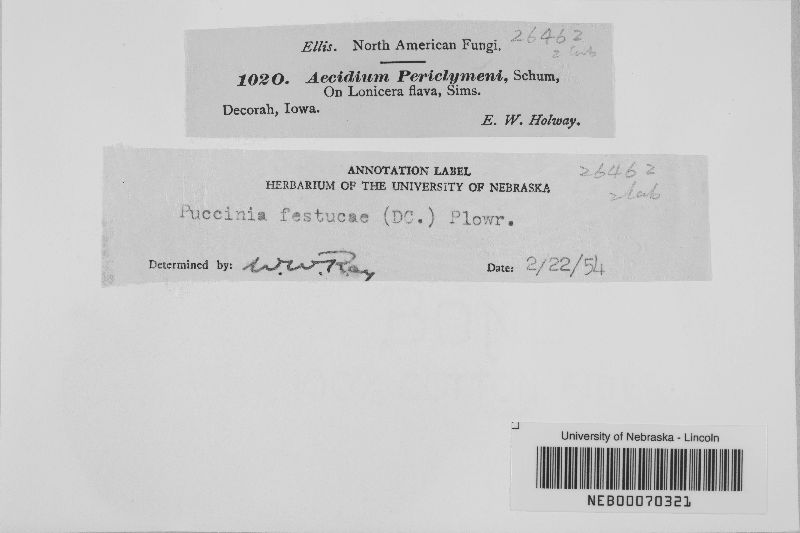 Ellis. North American Fungi.
26462
2 lab
1020. Aecidium Periclymeni, Schum,
On Lonicera flava, Sims.
Decorah, Iowa.
E. W. Holway.
ANNOTATION LABEL
HERBARIUM OF THE UNIVERSITY OF NEBRASKA
26462
2 lab
Puccinia festucae (DC.) Plowr.
Determined by: W.W. Ray
Date: 2/22/54
University of Nebraska - Lincoln
NEB00070321